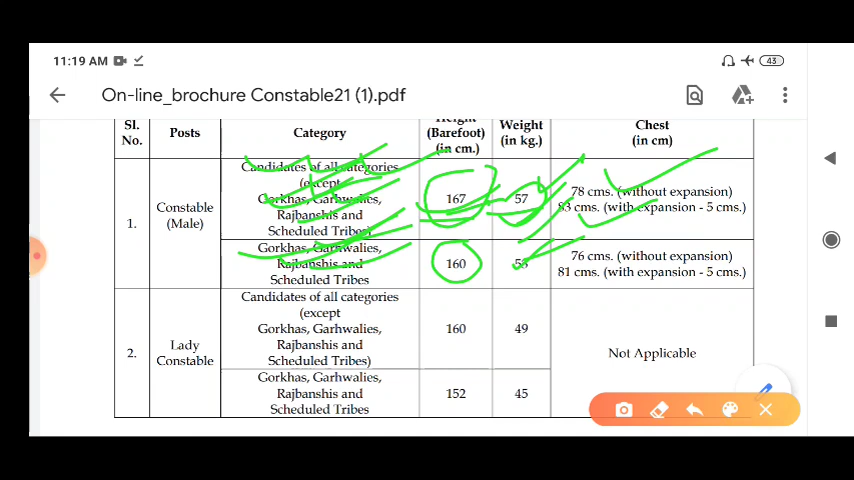 11:19 AM
43
On-line_brochure Constable21 (1).pdf
Sl. No.
Posts
Category
Height (Barefoot) (in cm.)
Weight (in kg.)
Chest (in cm)
1.
Constable (Male)
Candidates of all categories
(except
Gorkhas, Garhwalies,
Rajbanshis and
Scheduled Tribes)
167
57
78 cms. (without expansion)
83 cms. (with expansion - 5 cms.)
Gorkhas, Garhwalies,
Rajbanshis and
Scheduled Tribes
160
76 cms. (without expansion)
81 cms. (with expansion - 5 cms.)
2.
Lady Constable
Candidates of all categories
(except
Gorkhas, Garhwalies,
Rajbanshis and
Scheduled Tribes)
160
49
Not Applicable
Gorkhas, Garhwalies,
Rajbanshis and
Scheduled Tribes
152
45